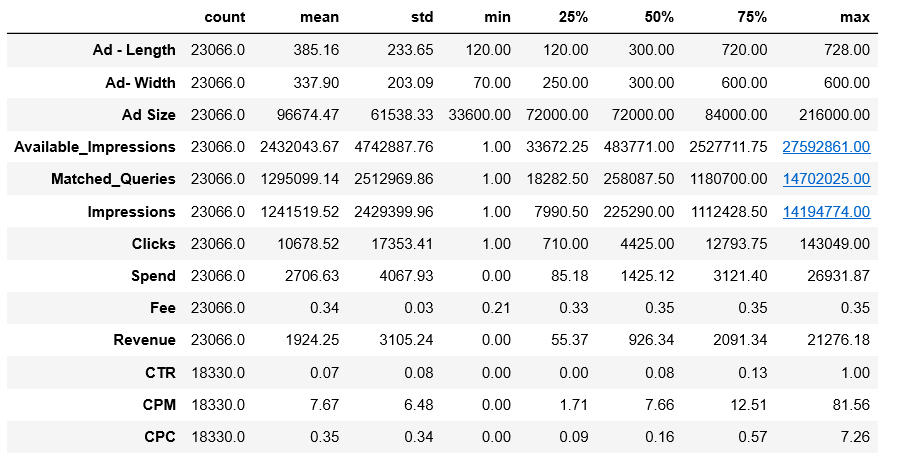 count mean std min 25% 50% 75% max
Ad - Length 23066.0 385.16 233.65 120.00 120.00 300.00 720.00 728.00
Ad- Width 23066.0 337.90 203.09 70.00 250.00 300.00 600.00 600.00
Ad Size 23066.0 96674.47 61538.33 33600.00 72000.00 72000.00 84000.00 216000.00
Available_Impressions 23066.0 2432043.67 4742887.76 1.00 33672.25 483771.00 2527711.75 27592861.00
Matched_Queries 23066.0 1295099.14 2512969.86 1.00 18282.50 258087.50 1180700.00 14702025.00
Impressions 23066.0 1241519.52 2429399.96 1.00 7990.50 225290.00 1112428.50 14194774.00
Clicks 23066.0 10678.52 17353.41 1.00 710.00 4425.00 12793.75 143049.00
Spend 23066.0 2706.63 4067.93 0.00 85.18 1425.12 3121.40 26931.87
Fee 23066.0 0.34 0.03 0.21 0.33 0.35 0.35 0.35
Revenue 23066.0 1924.25 3105.24 0.00 55.37 926.34 2091.34 21276.18
CTR 18330.0 0.07 0.08 0.00 0.00 0.08 0.13 1.00
CPM 18330.0 7.67 6.48 0.00 1.71 7.66 12.51 81.56
CPC 18330.0 0.35 0.34 0.00 0.09 0.16 0.57 7.26